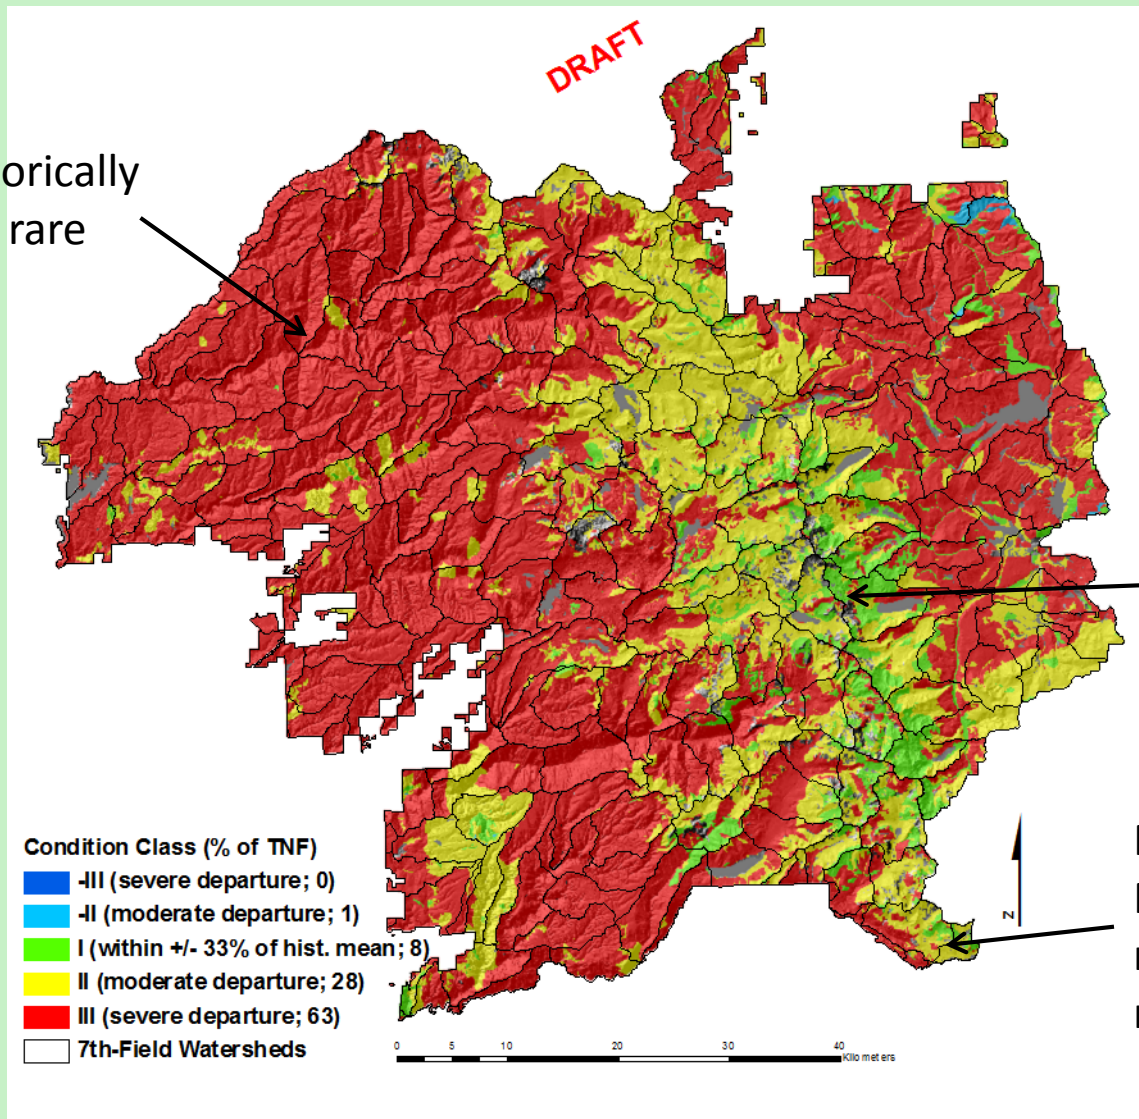 DRAFT
orically
rare
Condition Class (% of TNF)
-III (severe departure; 0)
-II (moderate departure; 1)
I (within +/- 33% of hist. mean; 8)
II (moderate departure; 28)
III (severe departure; 63)
7th-Field Watersheds
N
0 5 10 20 30 40
Kilometers